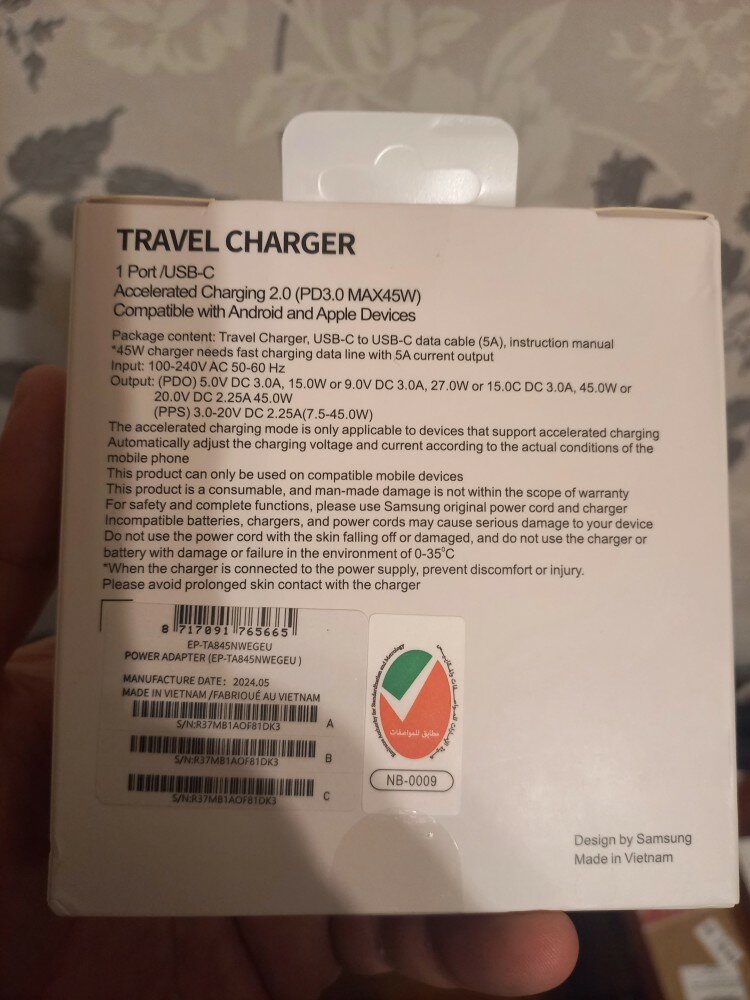 TRAVEL CHARGER
1 Port /USB-C
Accelerated Charging 2.0 (PD3.0 MAX45W)
Compatible with Android and Apple Devices
Package content: Travel Charger, USB-C to USB-C data cable (5A), instruction manual
*45W charger needs fast charging data line with 5A current output
Input: 100-240V AC 50-60 Hz
Output: (PDO) 5.0V DC 3.0A, 15.0W or 9.0V DC 3.0A, 27.0W or 15.0C DC 3.0A, 45.0W or
20.0V DC 2.25A 45.0W
(PPS) 3.0-20V DC 2.25A(7.5-45.0W)
The accelerated charging mode is only applicable to devices that support accelerated charging
Automatically adjust the charging voltage and current according to the actual conditions of the
mobile phone
This product can only be used on compatible mobile devices
This product is a consumable, and man-made damage is not within the scope of warranty
For safety and complete functions, please use Samsung original power cord and charger
Incompatible batteries, chargers, and power cords may cause serious damage to your device
Do not use the power cord with the skin falling off or damaged, and do not use the charger or
battery with damage or failure in the environment of 0-35°C
*When the charger is connected to the power supply, prevent discomfort or injury.
Please avoid prolonged skin contact with the charger
8 717091 765665
EP-TA845NWEGEU
POWER ADAPTER (EP-TA845NWEGEU )
MANUFACTURE DATE: 2024.05
MADE IN VIETNAM /FABRIQUÉ AU VIETNAM
S/N:R37MB1AOF81DK3 A
S/N:R37MB1AOF81DK3 B
S/N:R37MB1AOF81DK3 C
Emirates Authority for Standardization and Metrology
مطابق للمواصفات
NB-0009
Design by Samsung
Made in Vietnam